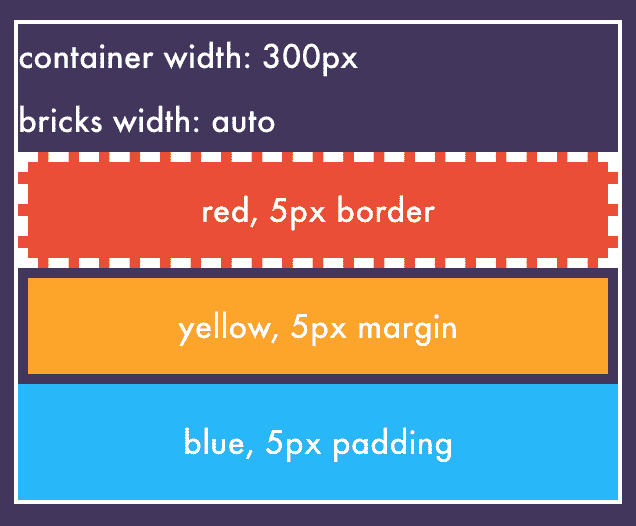 container width: 300px
bricks width: auto
red, 5px border
yellow, 5px margin
blue, 5px padding